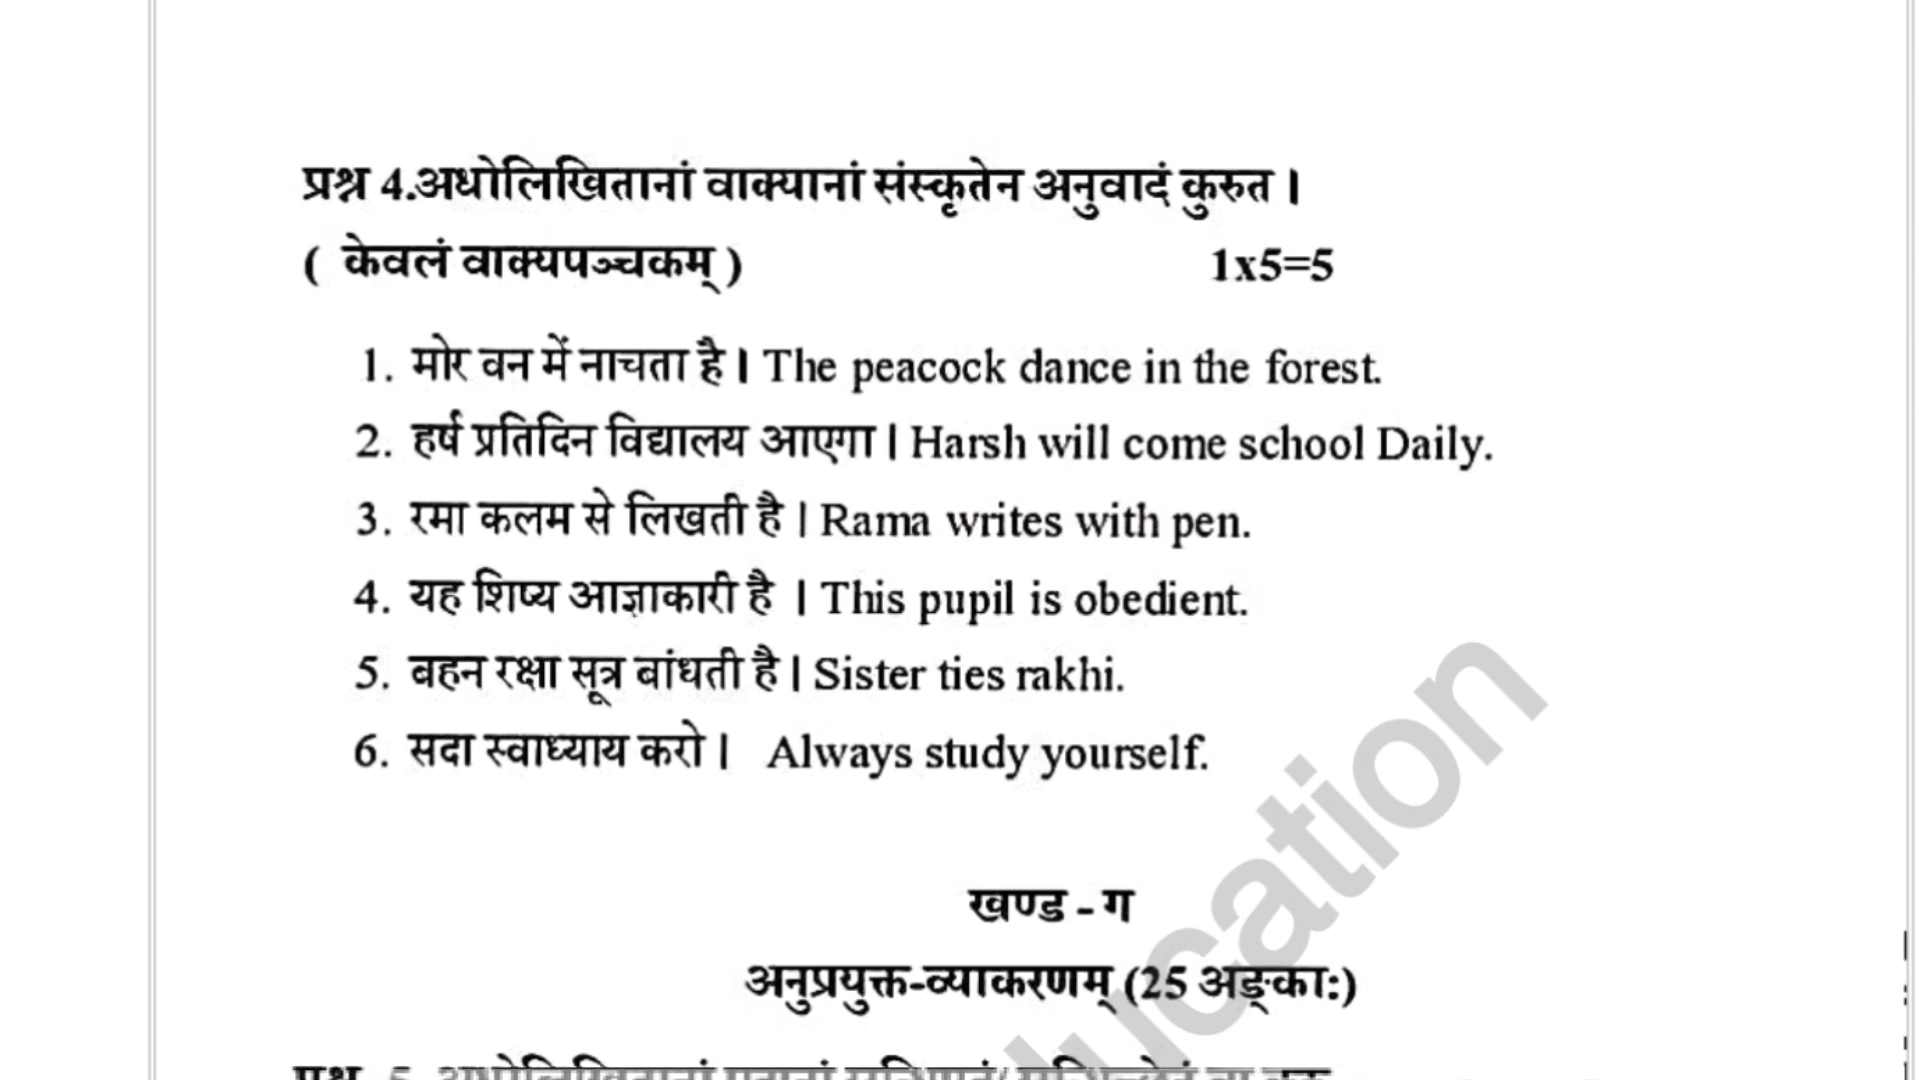 प्रश्न 4.अधोलिखितानां वाक्यानां संस्कृतेन अनुवादं कुरुत ।
( केवलं वाक्यपञ्चकम् ) 1x5=5
1. मोर वन में नाचता है । The peacock dance in the forest.
2. हर्ष प्रतिदिन विद्यालय आएगा । Harsh will come school Daily.
3. रमा कलम से लिखती है । Rama writes with pen.
4. यह शिष्य आज्ञाकारी है । This pupil is obedient.
5. बहन रक्षा सूत्र बांधती है । Sister ties rakhi.
6. सदा स्वाध्याय करो । Always study yourself.
खण्ड - ग
अनुप्रयुक्त-व्याकरणम् (25 अङ्का:)